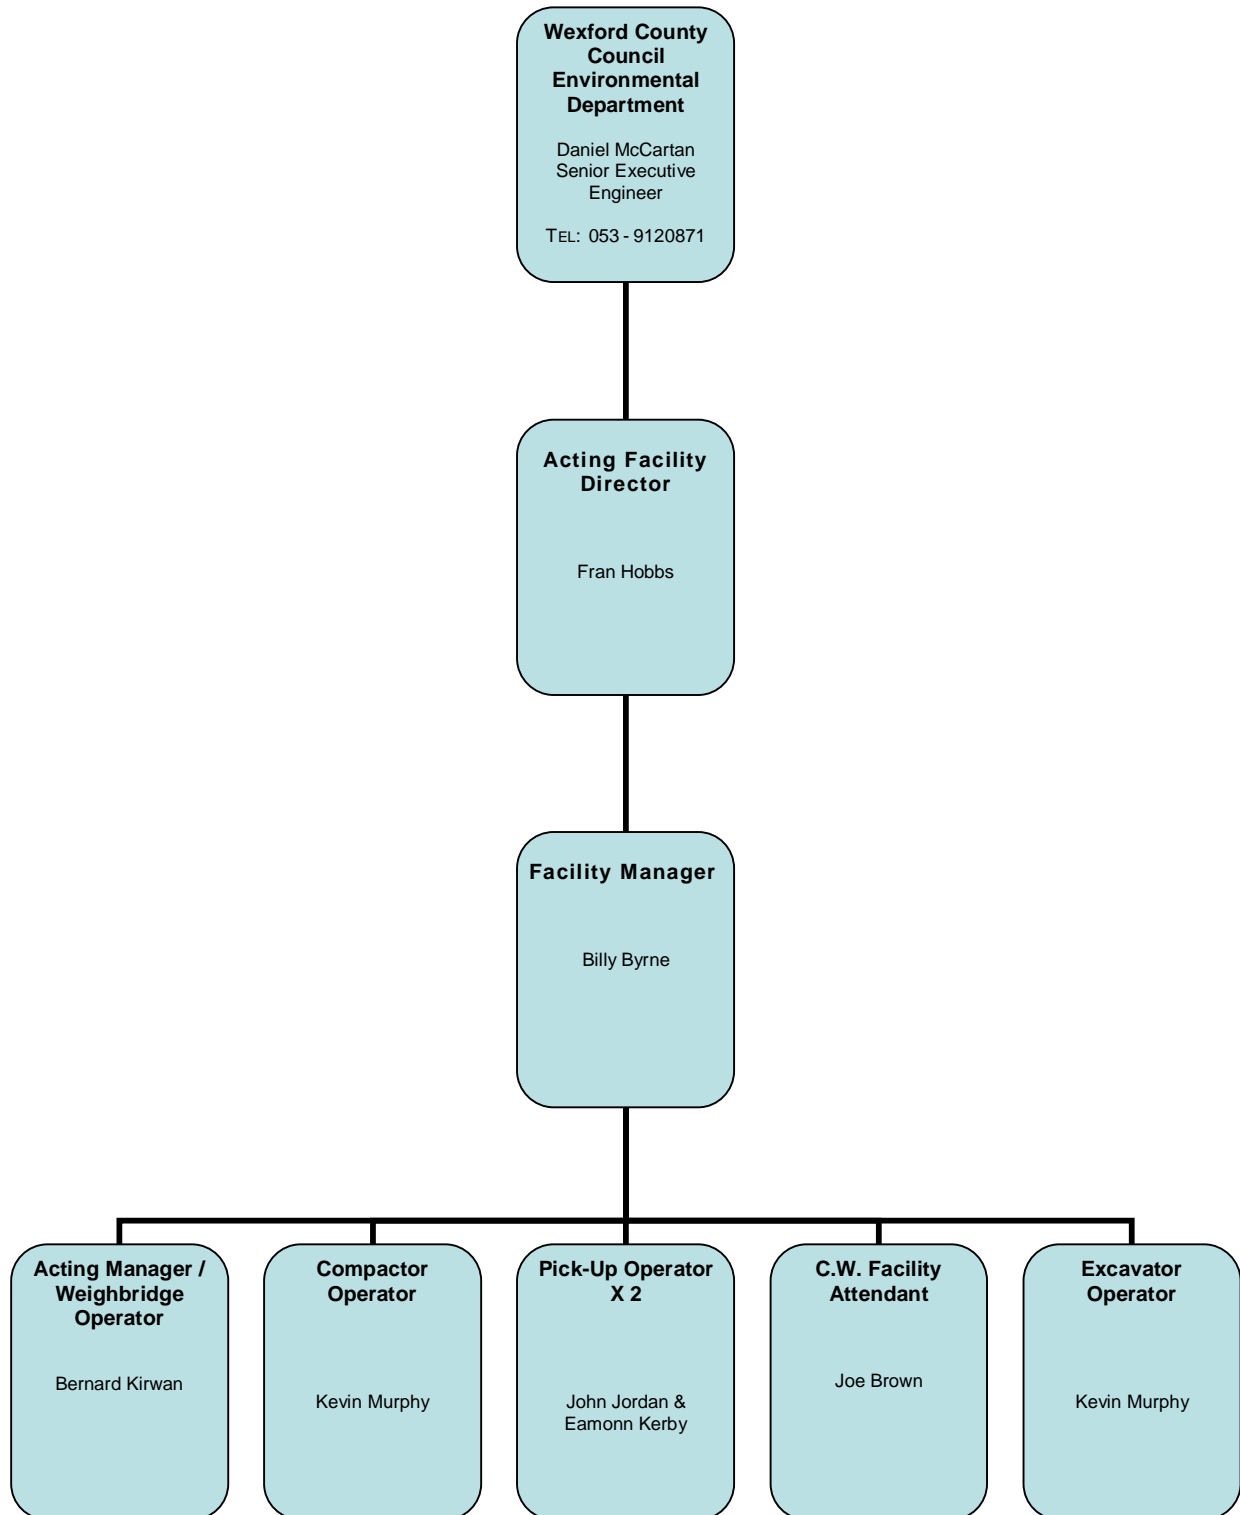 Wexford County
Council
Environmental
Department
Daniel McCartan
Senior Executive
Engineer
TEL: 053 - 9120871
Acting Facility
Director
Fran Hobbs
Facility Manager
Billy Byrne
Acting Manager /
Weighbridge
Operator
Bernard Kirwan
Compactor
Operator
Kevin Murphy
Pick-Up Operator
X 2
John Jordan &
Eamonn Kerby
C.W. Facility
Attendant
Joe Brown
Excavator
Operator
Kevin Murphy